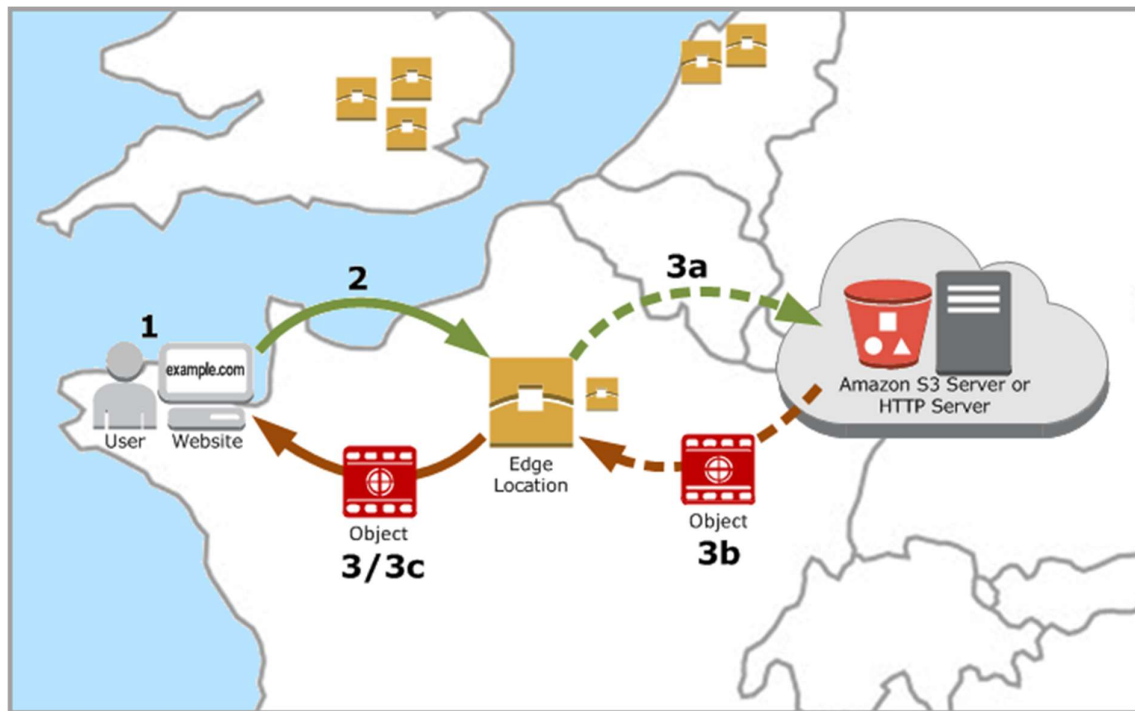 2
3a
1
example.com
User
Website
Edge
Location
Amazon S3 Server or
HTTP Server
Object
3/3c
Object
3b